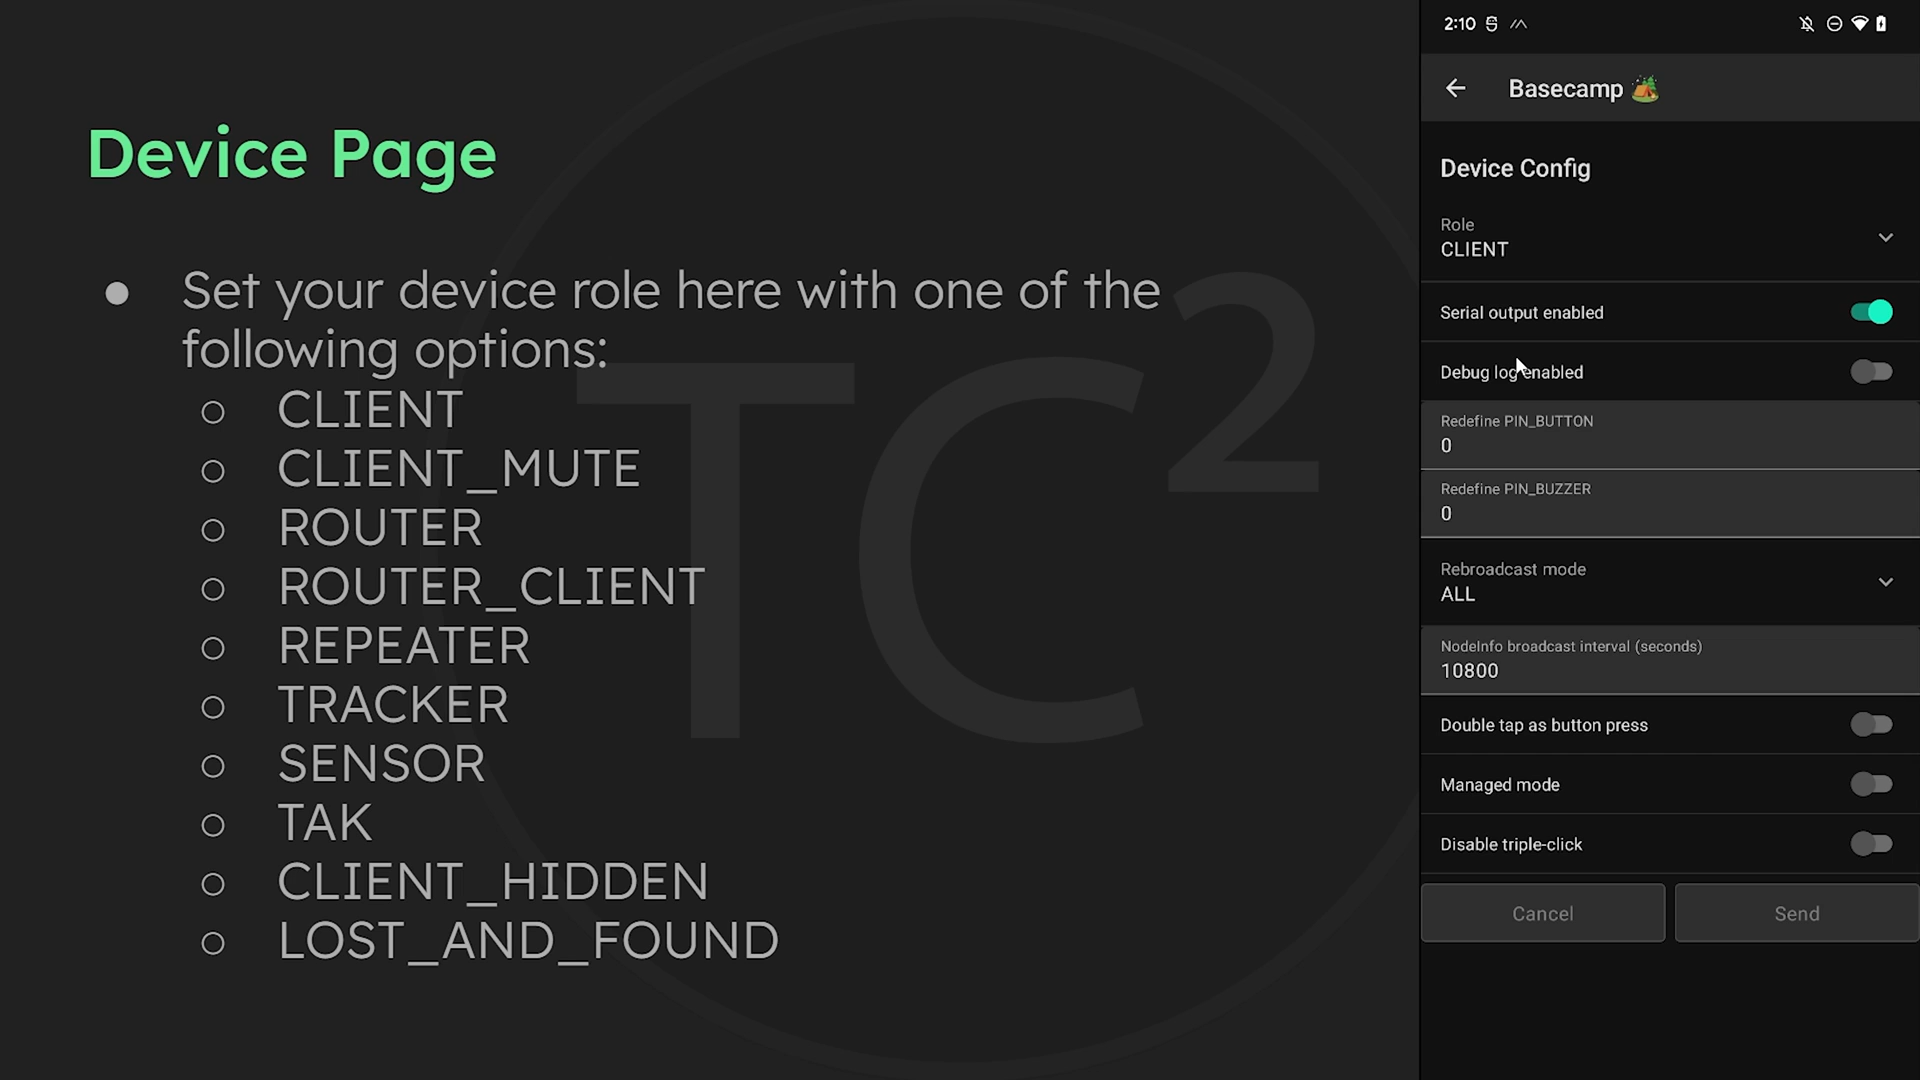 Device Page
Set your device role here with one of the
following options:
CLIENT
CLIENT_MUTE
ROUTER
ROUTER_CLIENT
REPEATER
TRACKER
SENSOR
TAK
CLIENT_HIDDEN
LOST_AND_FOUND
TC²
2:10
Basecamp 🏕️
Device Config
Role
CLIENT
Serial output enabled
Debug log enabled
Redefine PIN_BUTTON
0
Redefine PIN_BUZZER
0
Rebroadcast mode
ALL
NodeInfo broadcast interval (seconds)
10800
Double tap as button press
Managed mode
Disable triple-click
Cancel
Send